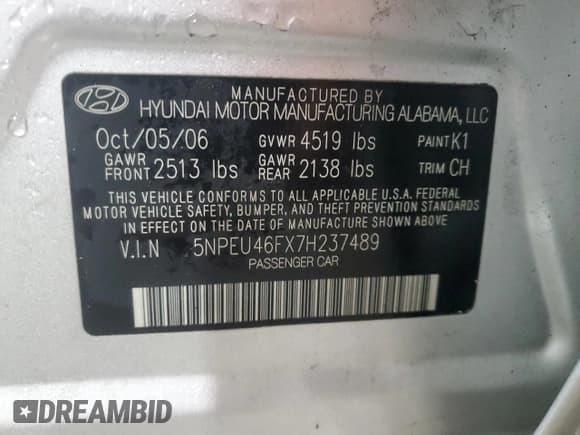 MANUFACTURED BY
HYUNDAI MOTOR MANUFACTURING ALABAMA, LLC
Oct/05/06 GVWR 4519 lbs PAINT K1
GAWR FRONT 2513 lbs GAWR REAR 2138 lbs TRIM CH
THIS VEHICLE CONFORMS TO ALL APPLICABLE U.S.A. FEDERAL
MOTOR VEHICLE SAFETY, BUMPER, AND THEFT PREVENTION STANDARDS
IN EFFECT ON THE DATE OF MANUFACTURE SHOWN ABOVE.
V.I.N 5NPEU46FX7H237489
PASSENGER CAR
DREAMBID